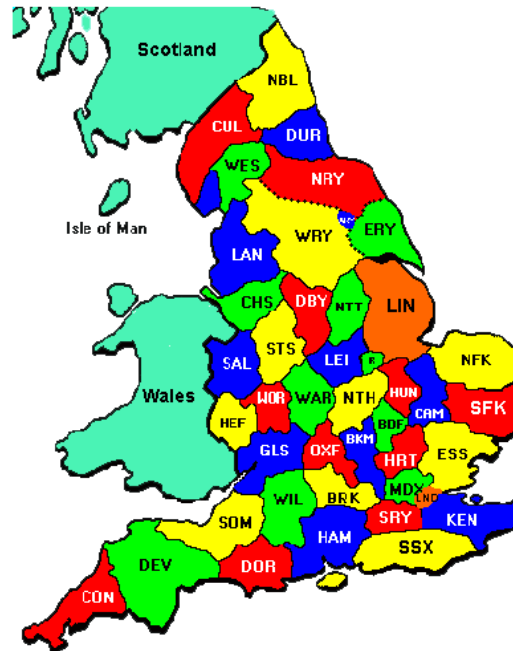 Scotland
NBL
CUL
DUR
WES
NRY
Isle of Man
ERY
WRY
LAN
CHS
DBY
NTT
LIN
STS
SAL
LEI
R
NFK
Wales
WOR
WAR
NTH
HUN
CAM
SFK
HEF
BDF
GLS
OXF
BKM
HRT
ESS
MDX
LND
WIL
BRK
SOM
SRY
KEN
HAM
SSX
DEV
DOR
CON